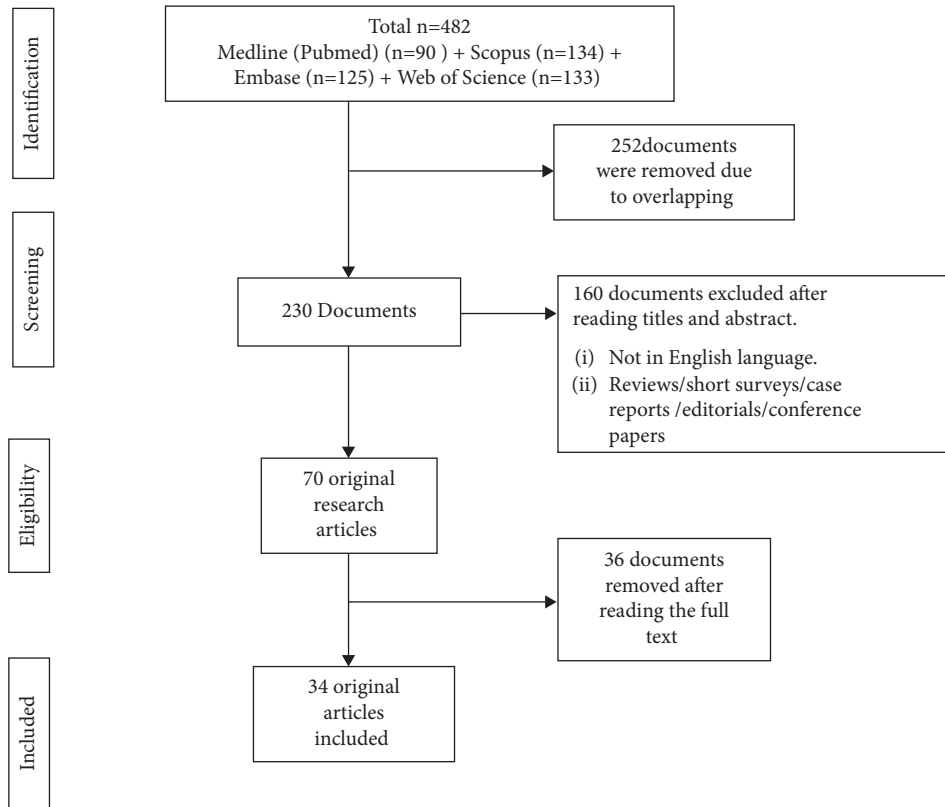 Identification
Total n=482
Medline (Pubmed) (n=90 ) + Scopus (n=134) +
Embase (n=125) + Web of Science (n=133)
252documents
were removed due
to overlapping
Screening
230 Documents
160 documents excluded after
reading titles and abstract.
(i) Not in English language.
(ii) Reviews/short surveys/case
reports /editorials/conference
papers
Eligibility
70 original
research
articles
36 documents
removed after
reading the full
text
Included
34 original
articles
included